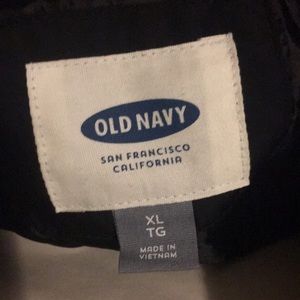 OLD NAVY
SAN FRANCISCO
CALIFORNIA
XL
TG
MADE IN
VIETNAM